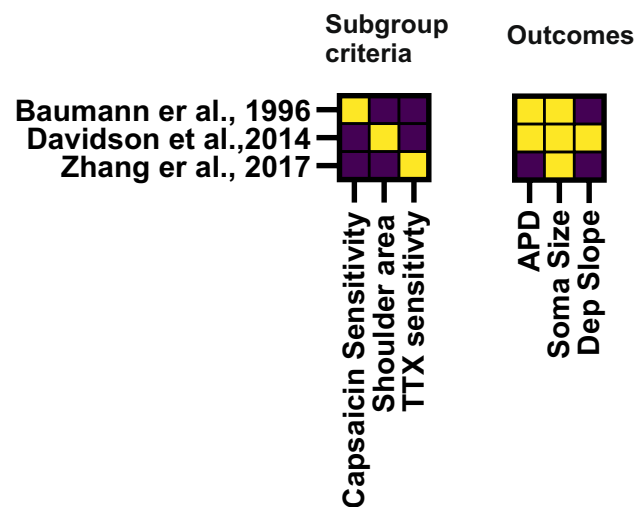 Subgroup
criteria
Outcomes
Baumann er al., 1996
Davidson et al.,2014
Zhang er al., 2017
Capsaicin Sensitivity
Shoulder area
TTX sensitivty
APD
Soma Size
Dep Slope